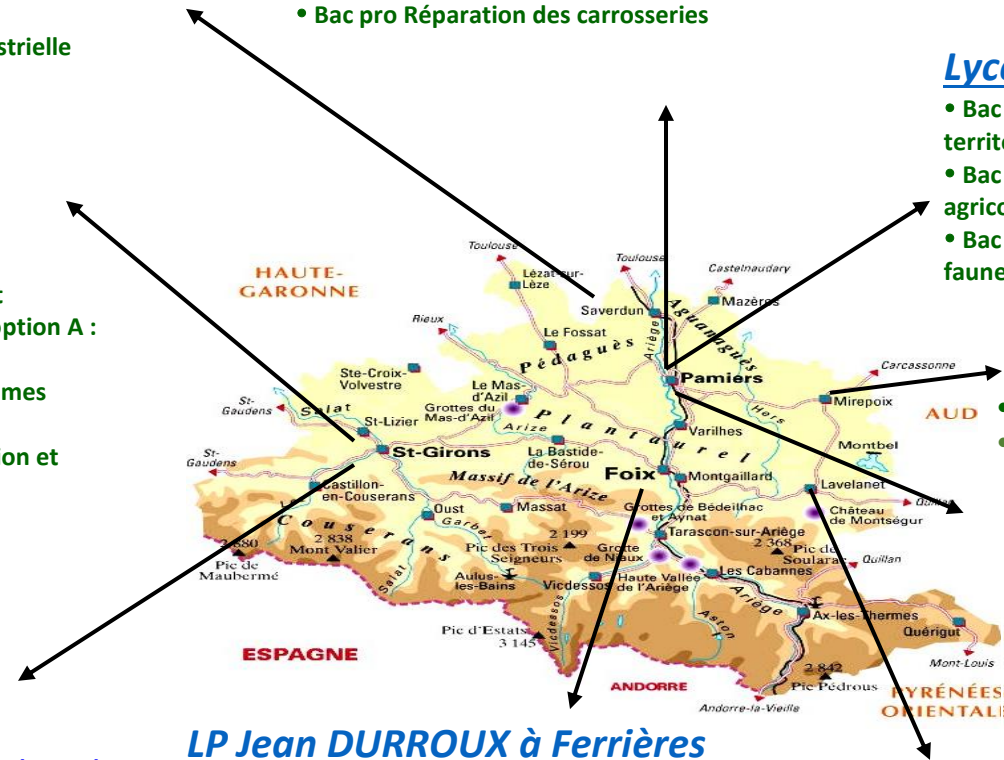 • Bac pro Réparation des carrosseries
strielle
Lyc
• Bac
territ
• Bac
agrico
• Bac
faune
option A :
mes
ion et
Toulouse
Toulouse
Castelnaudary
HAUTE-
GARONNE
Lézat-sur-
Lèze
Mazères
Saverdun
Aguanaguès
Ariège
Rieux
Le Fossat
Pédaguès
Ste-Croix-
Volvestre
Carcassonne
Pamiers
Le Mas-
d'Azil
St-
Gaudens
Salat
Grottes du
Mas-d'Azil
Mirepoix
AUD
•
•
Hers
St-Lizier
Arize
Plantaurel
Varilhes
St-Girons
La Bastide-
de-Sérou
Montbel
St-
Gaudens
Foix
Montgaillard
Massif de l'Arize
Lavelanet
Castillon-
en-Couserans
Grottes de Bédeilhac
et Aynat
Château
de Montségur
Oust
Massat
Garbet
Couserans
Tarascon-sur-Ariège
2 838
Mont Valier
2 199
Pic des Trois
Seigneurs
Grotte
de Niaux
2 368
Pic de
Soularac
Quillan
2 680
Pic de
Maubermé
Les Cabannes
Salat
Aulus-
les-Bains
Vicdessos
Haute Vallée
de l'Ariège
Ariège
Ax-les-Thermes
Aston
Vicdessos
Pic d'Estats
3 145
Quérigut
ESPAGNE
Mont-Louis
2 842
Pic Pédrous
ANDORRE
Andorre-la-Vieille
PYRÉNÉES
ORIENTALE
LP Jean DURROUX à Ferrières